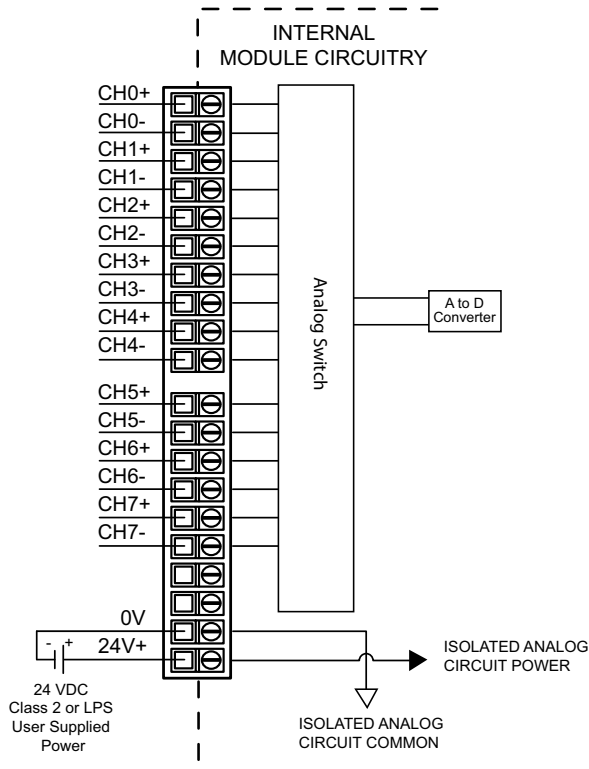 INTERNAL
MODULE CIRCUITRY
CH0+
CH0-
CH1+
CH1-
CH2+
CH2-
CH3+
CH3-
CH4+
CH4-
CH5+
CH5-
CH6+
CH6-
CH7+
CH7-
Analog Switch
A to D
Converter
0V
24V+
- +
24 VDC
Class 2 or LPS
User Supplied
Power
ISOLATED ANALOG
CIRCUIT POWER
ISOLATED ANALOG
CIRCUIT COMMON